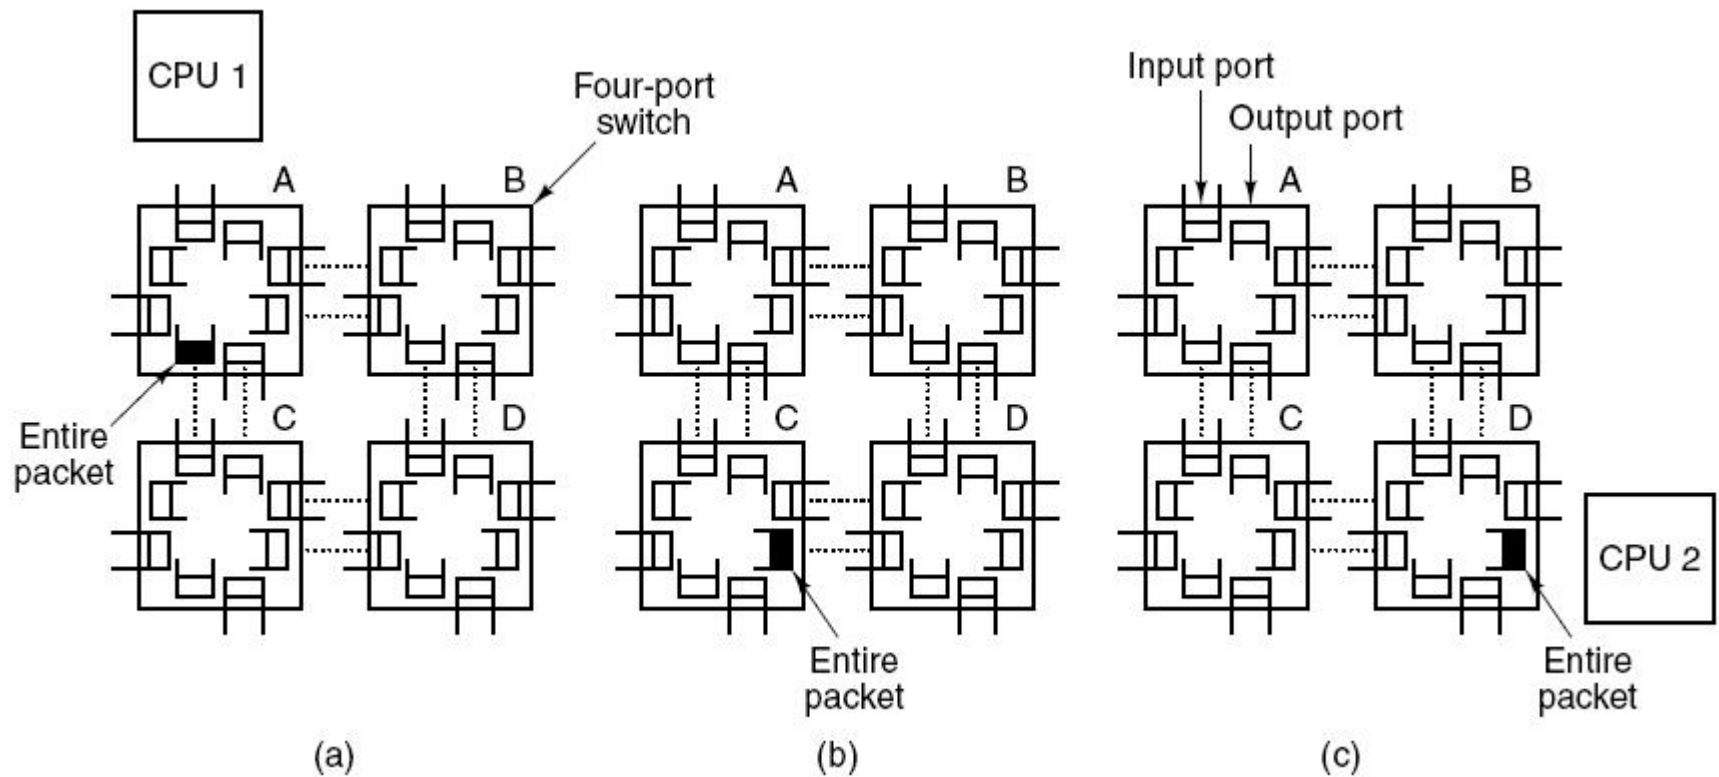 CPU 1
Four-port
switch
Input port
Output port
A
B
A
B
A
B
Entire
packet
C
D
C
D
C
D
CPU 2
Entire
packet
Entire
packet
(a)
(b)
(c)